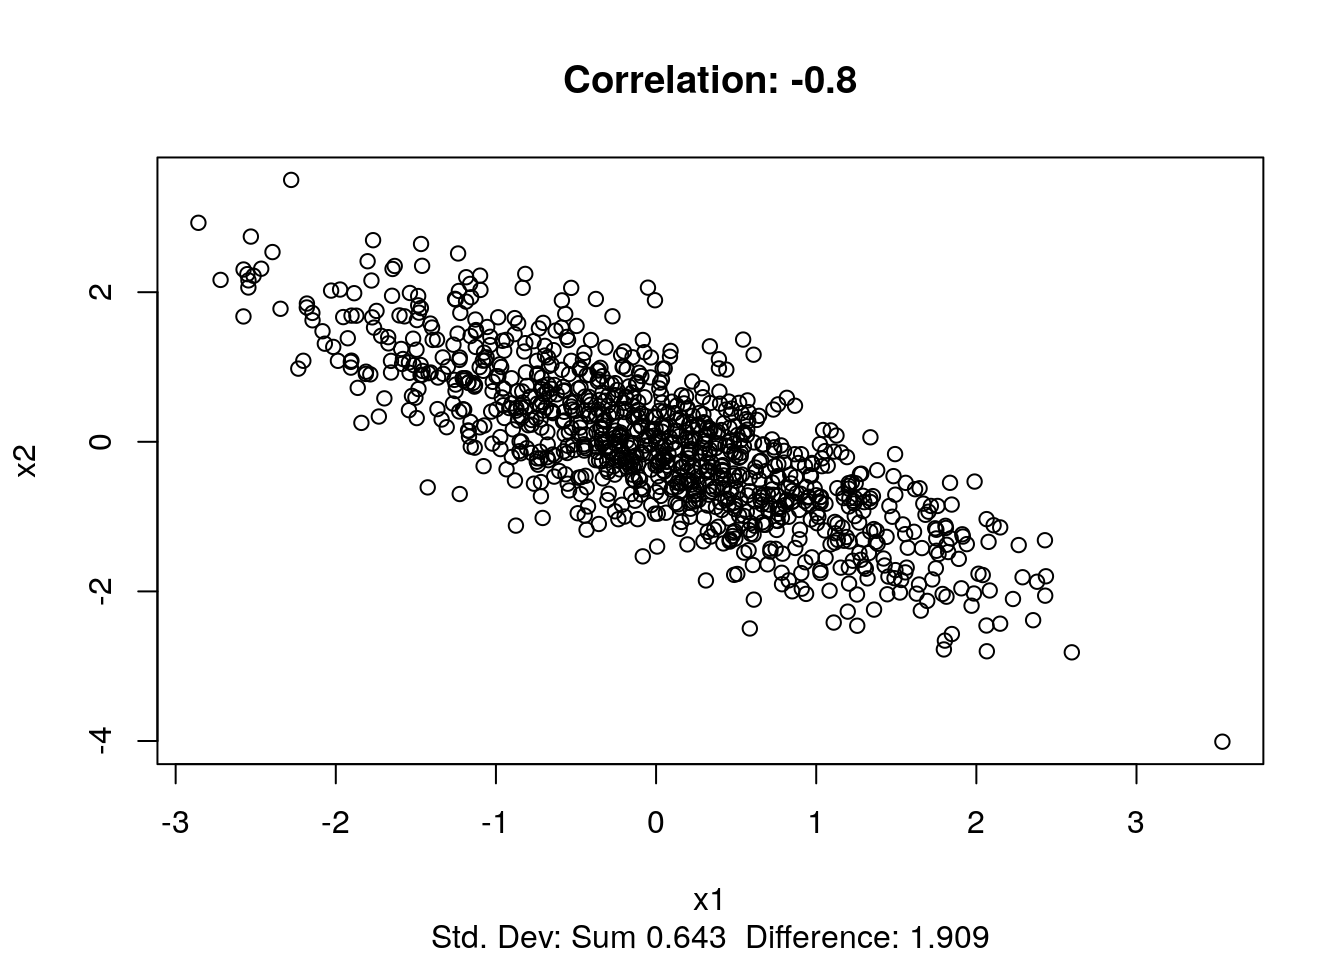 Correlation: -0.8
x2
2
0
-2
-4
-3 -2 -1 0 1 2 3
x1
Std. Dev: Sum 0.643  Difference: 1.909